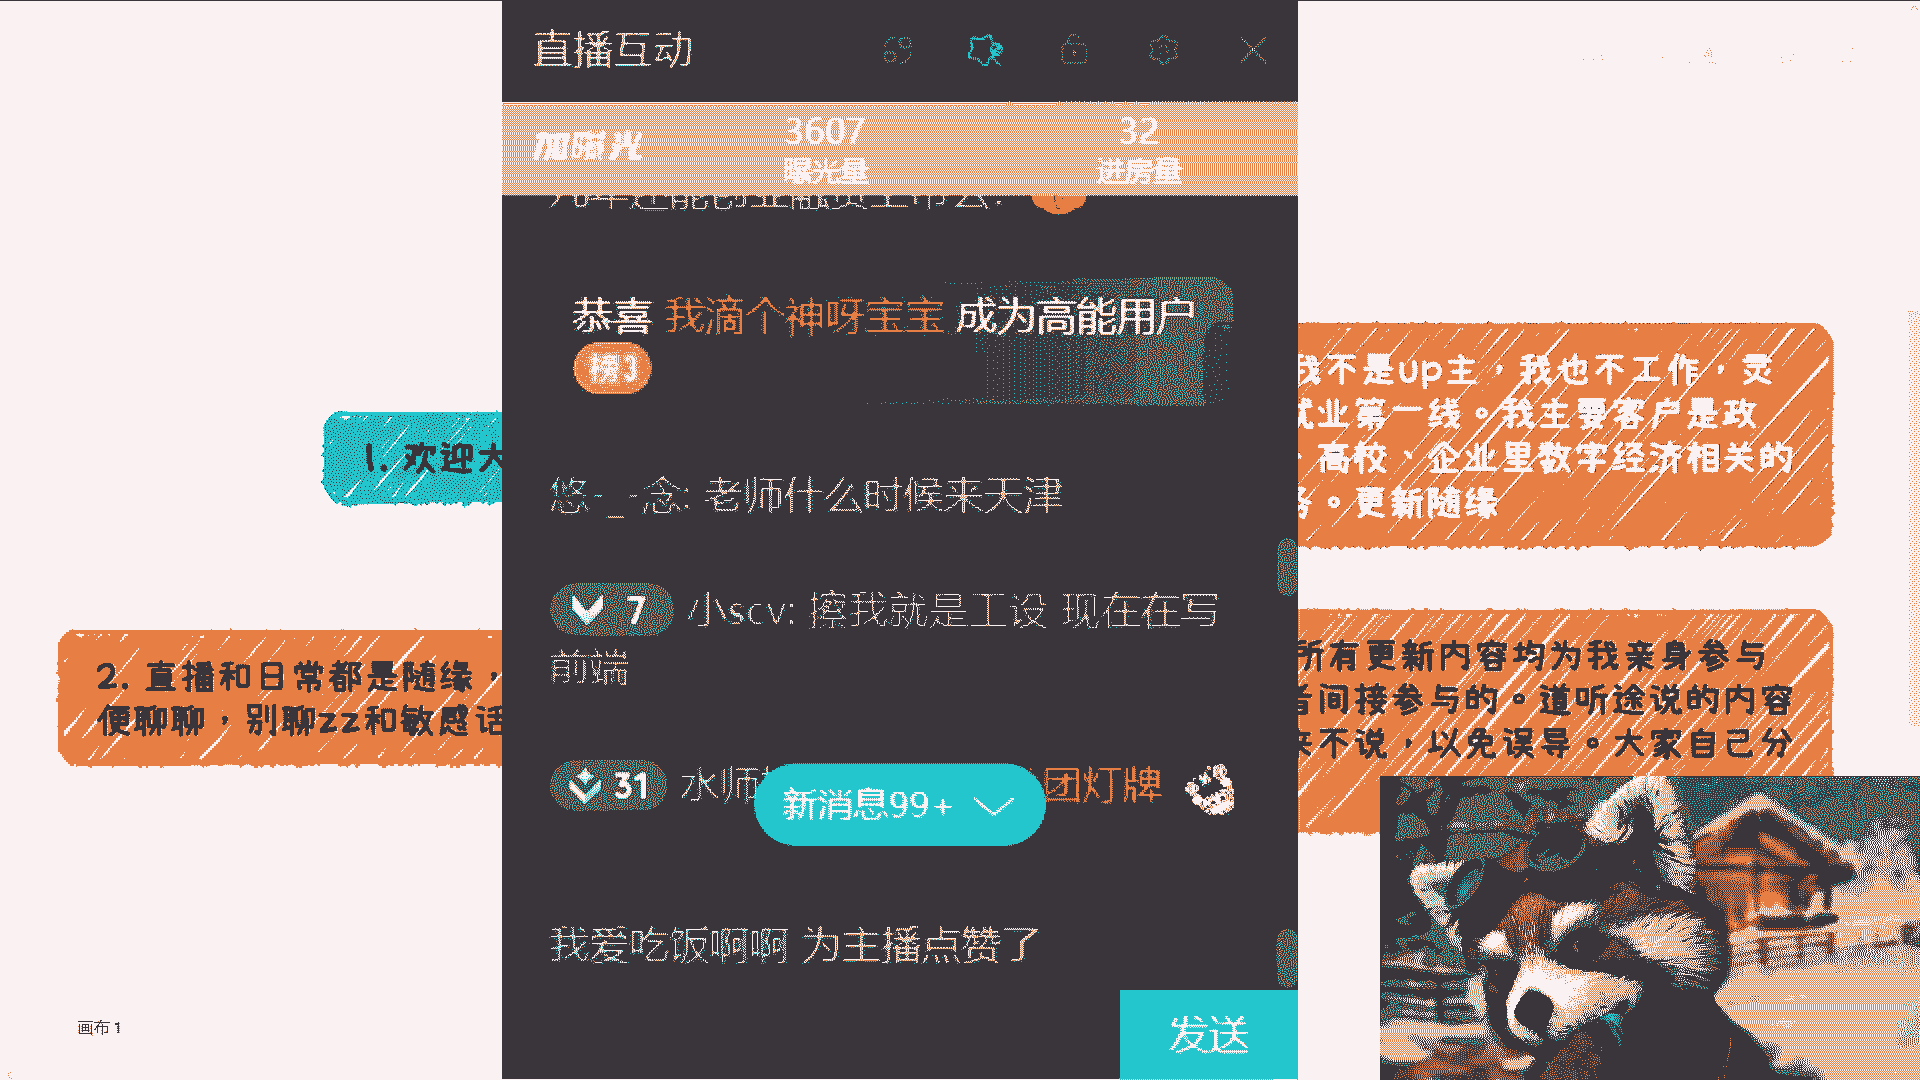 直播互动
加曝光
3607
曝光量
32
进房量
恭喜 我滴个神呀宝宝 成为高能用户
榜3
悠-_-念: 老师什么时候来天津
7 小scv: 擦我就是工设 现在在写
前端
31 水师
团灯牌
新消息99+
我爱吃饭啊啊 为主播点赞了
发送
1. 欢迎大
2. 直播和日常都是随缘，
便聊聊，别聊zz和敏感话
我不是up主，我也不工作，灵
就业第一线。我主要客户是政
、高校、企业里数字经济相关的
务。更新随缘
所有更新内容均为我亲身参与
者间接参与的。道听途说的内容
来不说，以免误导。大家自己分
画布 1